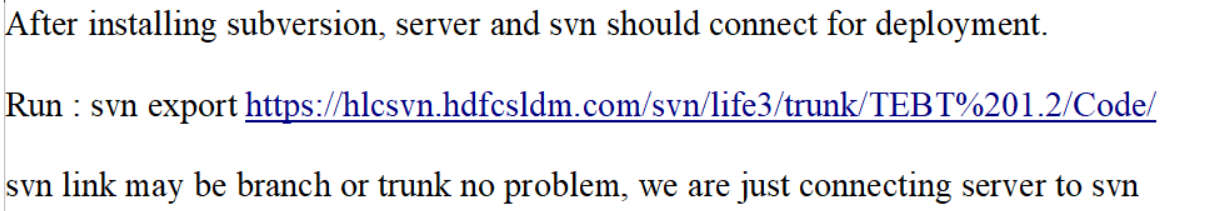 After installing subversion, server and svn should connect for deployment.
Run : svn export https://hlcsvn.hdfcsldm.com/svn/life3/trunk/TEBT%201.2/Code/
svn link may be branch or trunk no problem, we are just connecting server to svn